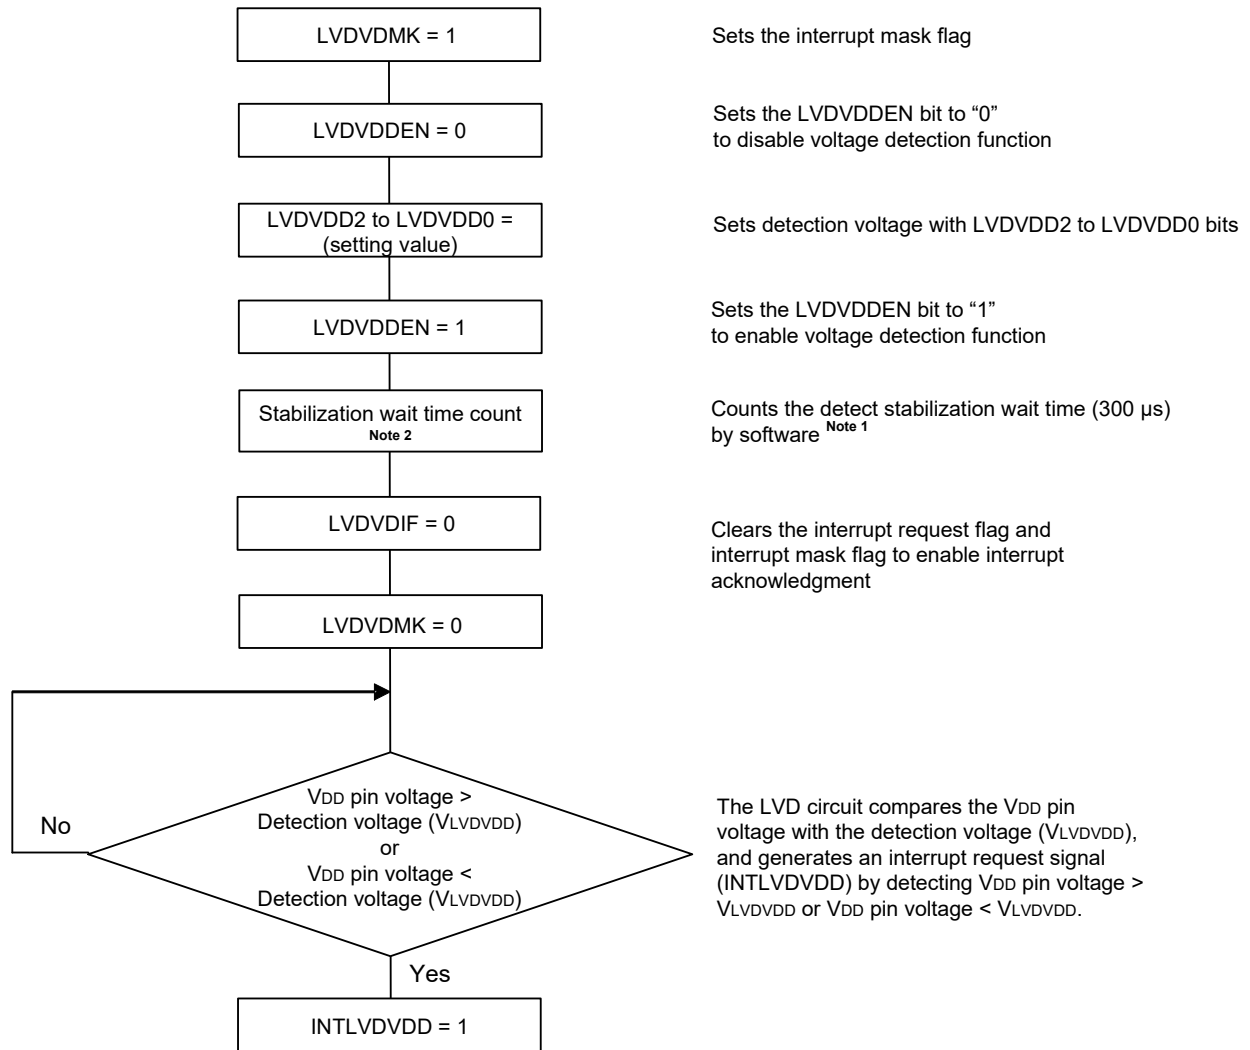 LVDVDMK = 1
Sets the interrupt mask flag
LVDVDDEN = 0
Sets the LVDVDDEN bit to “0”
to disable voltage detection function
LVDVDD2 to LVDVDD0 =
(setting value)
Sets detection voltage with LVDVDD2 to LVDVDD0 bits
LVDVDDEN = 1
Sets the LVDVDDEN bit to “1”
to enable voltage detection function
Stabilization wait time count
Note 2
Counts the detect stabilization wait time (300 µs)
by software Note 1
LVDVDIF = 0
Clears the interrupt request flag and
interrupt mask flag to enable interrupt
acknowledgment
LVDVDMK = 0
No
VDD pin voltage >
Detection voltage (VLVDVDD)
or
VDD pin voltage <
Detection voltage (VLVDVDD)
The LVD circuit compares the VDD pin
voltage with the detection voltage (VLVDVDD),
and generates an interrupt request signal
(INTLVDVDD) by detecting VDD pin voltage >
VLVDVDD or VDD pin voltage < VLVDVDD.
Yes
INTLVDVDD = 1